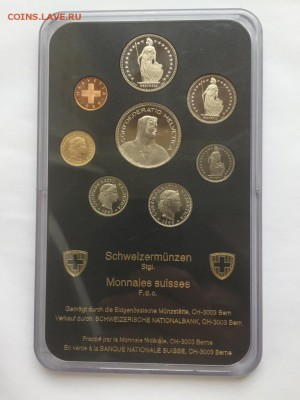 COINS.LAVE.RU
HELVETIA
CONFOEDERATIO HELVETICA
Schweizermünzen
Stgl.
Monnales suisses
F.d.c.
Geprägt durch die Eidgenössische Münzstätte, CH-3003 Bern
Verkauf durch: SCHWEIZERISCHE NATIONALBANK, CH-3003 Bern
Frappé par la Monnaie fédérale, CH-3003 Berne
En vente à la BANQUE NATIONALE SUISSE, CH-3003 Berne